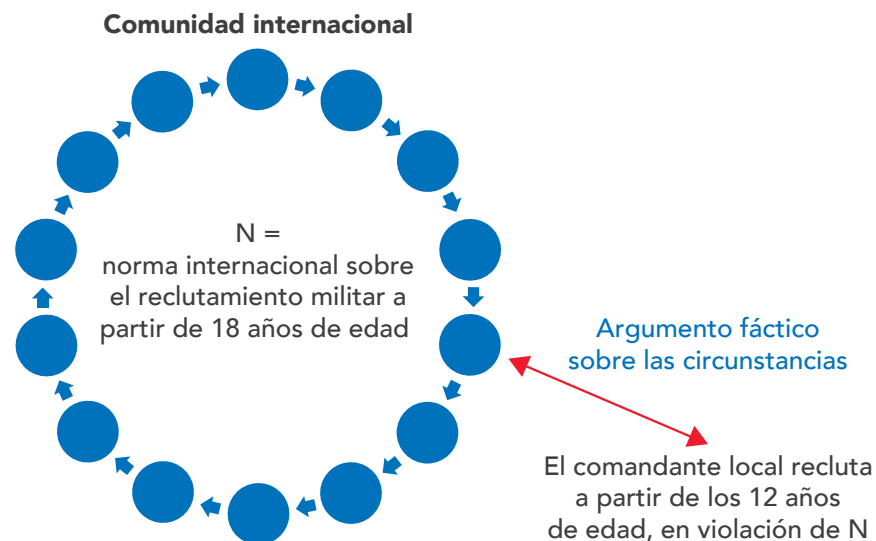 Comunidad internacional
N =
norma internacional sobre
el reclutamiento militar a
partir de 18 años de edad
Argumento fáctico
sobre las circunstancias
El comandante local recluta
a partir de los 12 años
de edad, en violación de N